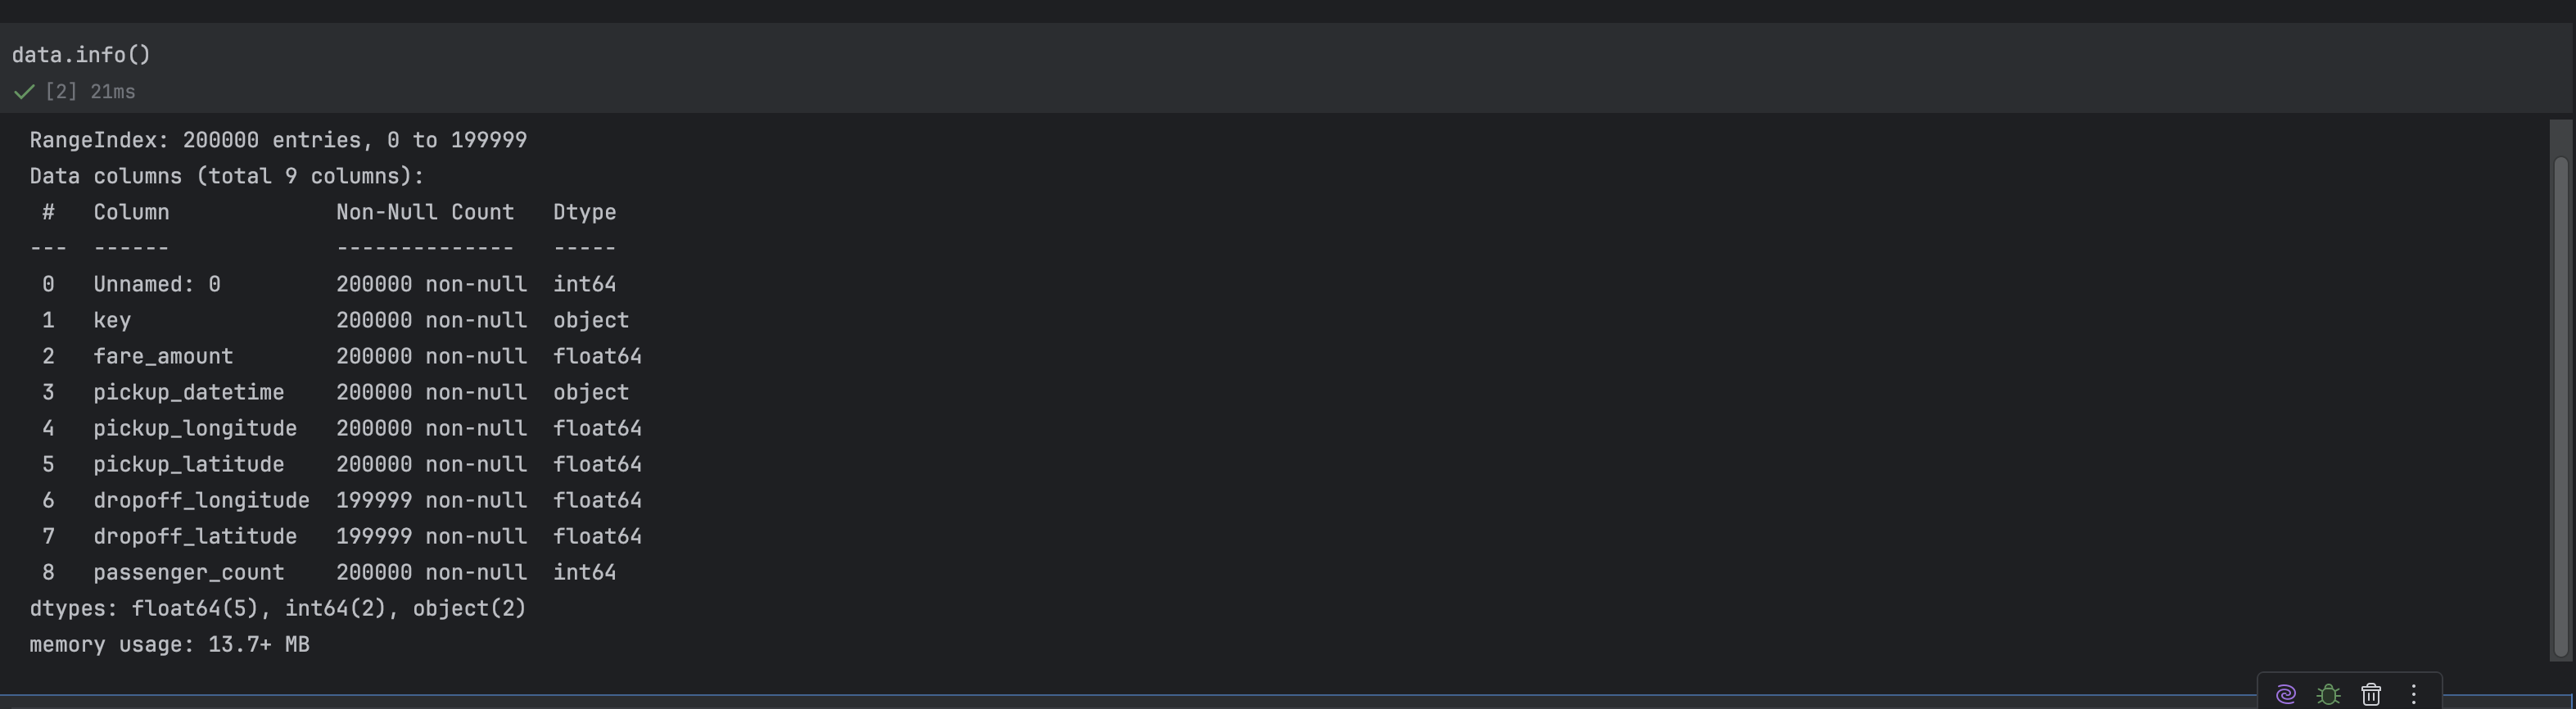 data.info()
[2] 21ms
RangeIndex: 200000 entries, 0 to 199999
Data columns (total 9 columns):
 #   Column             Non-Null Count   Dtype
---  ------             --------------   -----
 0   Unnamed: 0         200000 non-null  int64
 1   key                200000 non-null  object
 2   fare_amount        200000 non-null  float64
 3   pickup_datetime    200000 non-null  object
 4   pickup_longitude   200000 non-null  float64
 5   pickup_latitude    200000 non-null  float64
 6   dropoff_longitude  199999 non-null  float64
 7   dropoff_latitude   199999 non-null  float64
 8   passenger_count    200000 non-null  int64
dtypes: float64(5), int64(2), object(2)
memory usage: 13.7+ MB